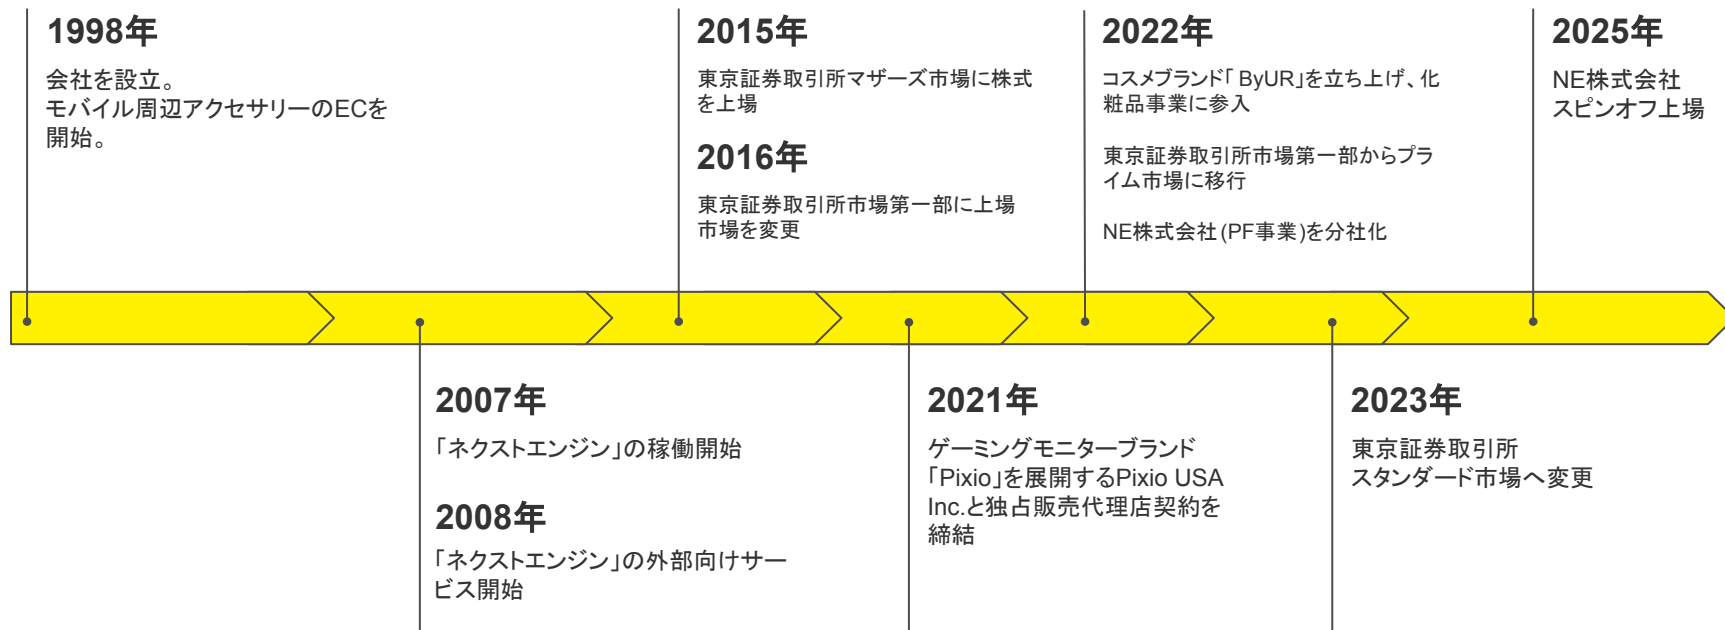 1998年
会社を設立。
モバイル周辺アクセサリーのECを
開始。
2007年
「ネクストエンジン」の稼働開始
2008年
「ネクストエンジン」の外部向けサー
ビス開始
2015年
東京証券取引所マザーズ市場に株式
を上場
2016年
東京証券取引所市場第一部に上場
市場を変更
2021年
ゲーミングモニターブランド
「Pixio」を展開するPixio USA
Inc.と独占販売代理店契約を
締結
2022年
コスメブランド「ByUR」を立ち上げ、化
粧品事業に参入
東京証券取引所市場第一部からプラ
イム市場に移行
NE株式会社(PF事業)を分社化
2023年
東京証券取引所
スタンダード市場へ変更
2025年
NE株式会社
スピンオフ上場